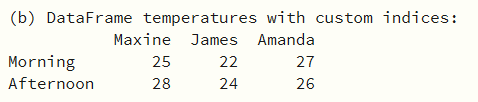 (b) DataFrame temperatures with custom indices:
Maxine James Amanda
Morning 25 22 27
Afternoon 28 24 26